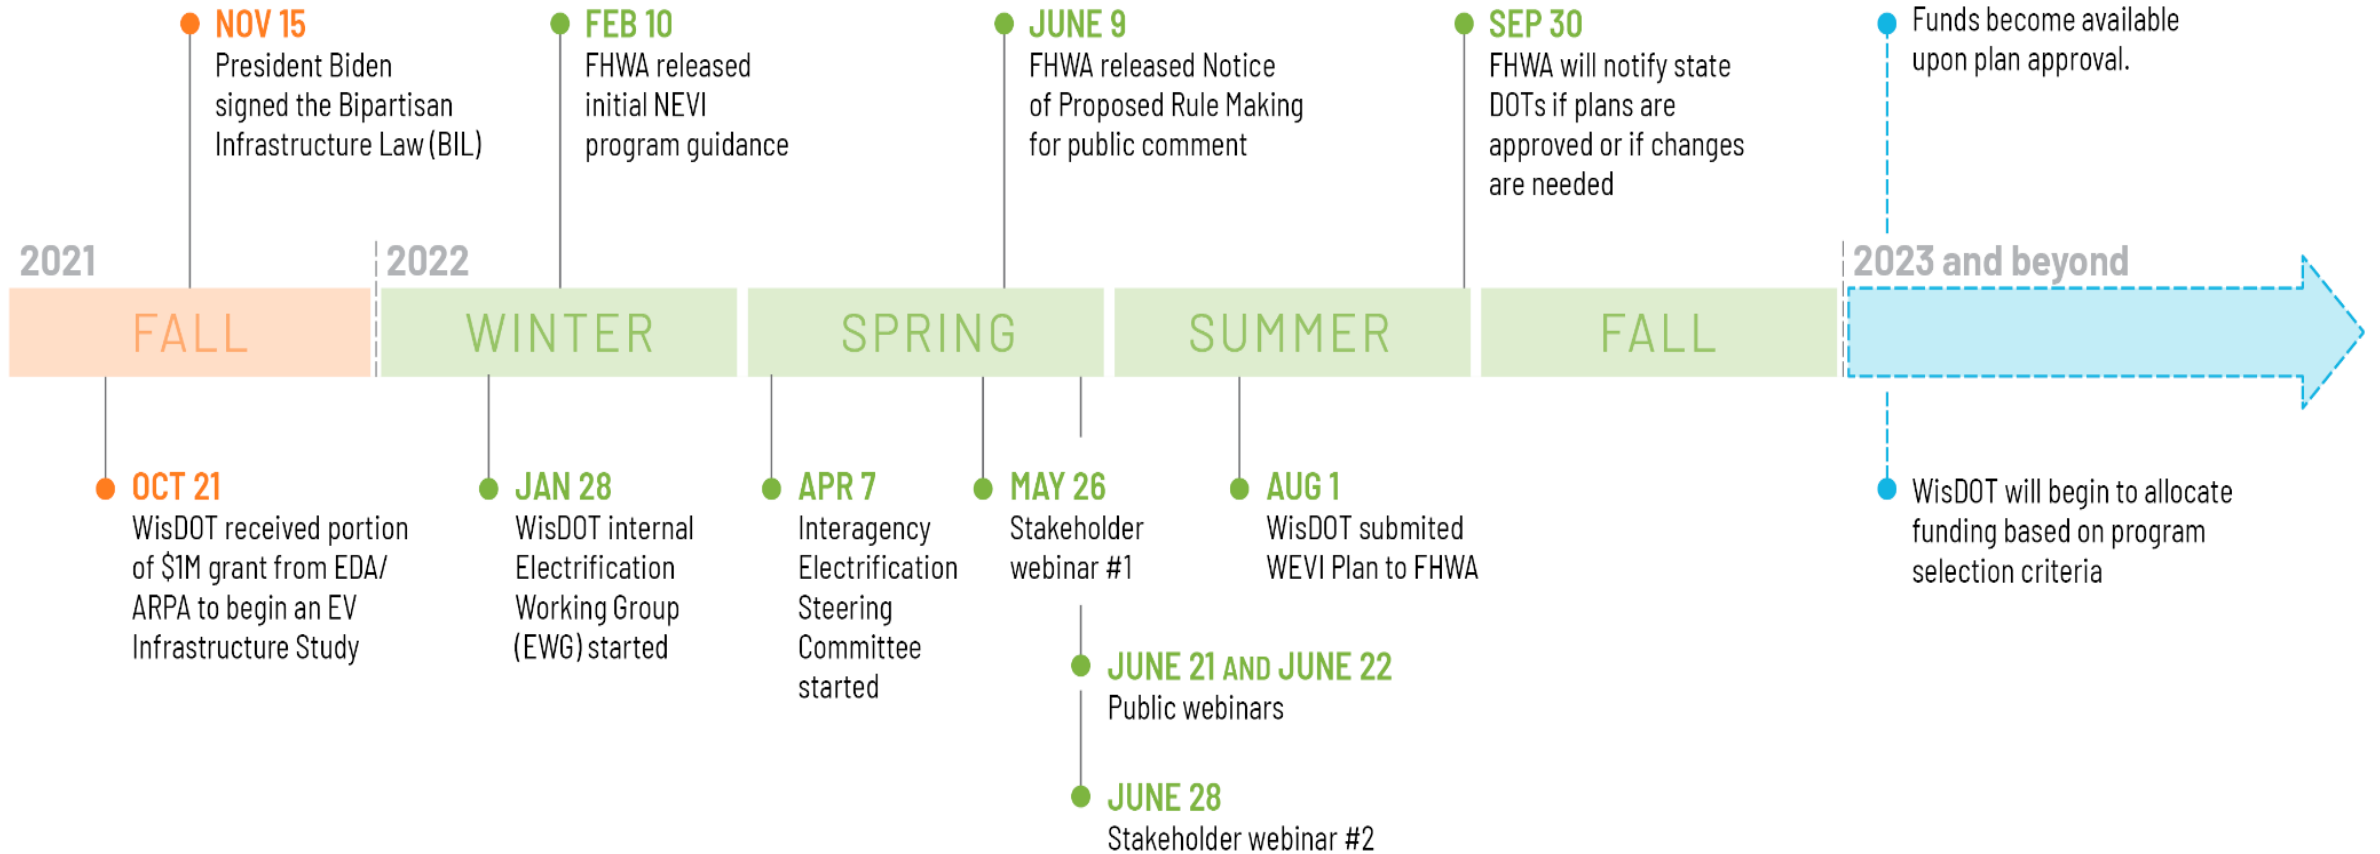 NOV 15
President Biden
signed the Bipartisan
Infrastructure Law (BIL)
FEB 10
FHWA released
initial NEVI
program guidance
JUNE 9
FHWA released Notice
of Proposed Rule Making
for public comment
SEP 30
FHWA will notify state
DOTs if plans are
approved or if changes
are needed
Funds become available
upon plan approval.
2021
2022
2023 and beyond
FALL
WINTER
SPRING
SUMMER
FALL
OCT 21
WisDOT received portion
of $1M grant from EDA/
ARPA to begin an EV
Infrastructure Study
JAN 28
WisDOT internal
Electrification
Working Group
(EWG) started
APR 7
Interagency
Electrification
Steering
Committee
started
MAY 26
Stakeholder
webinar #1
JUNE 21 AND JUNE 22
Public webinars
JUNE 28
Stakeholder webinar #2
AUG 1
WisDOT submited
WEVI Plan to FHWA
WisDOT will begin to allocate
funding based on program
selection criteria